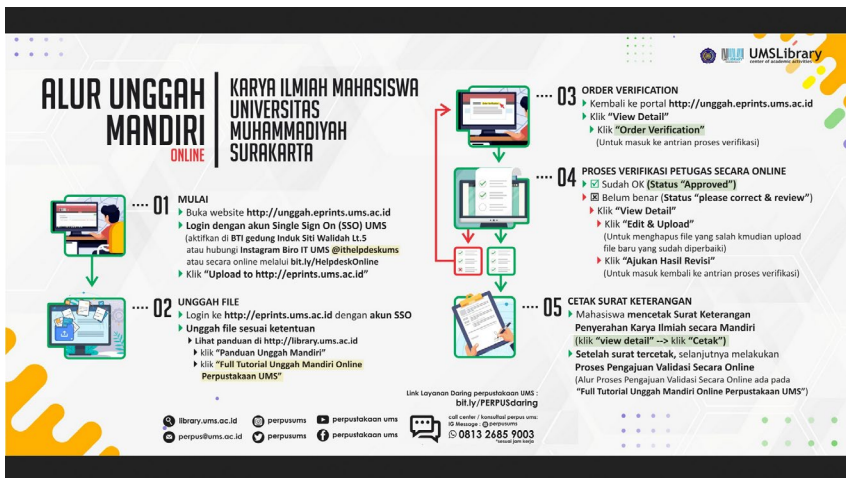 ALUR UNGGAH
MANDIRI
ONLINE
KARYA ILMIAH MAHASISWA
UNIVERSITAS
MUHAMMADIYAH
SURAKARTA
UMSLibrary
center of academic activities
01
MULAI
Buka website http://unggah.eprints.ums.ac.id
Login dengan akun Single Sign On (SSO) UMS
(aktifkan di BTI gedung Induk Siti Walidah Lt.5
atau hubungi Instagram Biro IT UMS @ithelpdeskums
atau secara online melalui bit.ly/HelpdeskOnline
Klik “Upload to http://eprints.ums.ac.id”
02
UNGGAH FILE
Login ke http://eprints.ums.ac.id dengan akun SSO
Unggah file sesuai ketentuan
Lihat panduan di http://library.ums.ac.id
klik “Panduan Unggah Mandiri”
klik “Full Tutorial Unggah Mandiri Online
Perpustakaan UMS”
03
ORDER VERIFICATION
Kembali ke portal http://unggah.eprints.ums.ac.id
Klik “View Detail”
Klik “Order Verification”
(Untuk masuk ke antrian proses verifikasi)
04
PROSES VERIFIKASI PETUGAS SECARA ONLINE
Sudah OK (Status “Approved”)
Belum benar (Status “please correct & review”)
Klik “View Detail”
Klik “Edit & Upload”
(Untuk menghapus file yang salah kmudian upload
file baru yang sudah diperbaiki)
Klik “Ajukan Hasil Revisi”
(Untuk masuk kembali ke antrian proses verifikasi)
05
CETAK SURAT KETERANGAN
Mahasiswa mencetak Surat Keterangan
Penyerahan Karya Ilmiah secara Mandiri
(klik “view detail” --> klik “Cetak”)
Setelah surat tercetak, selanjutnya melakukan
Proses Pengajuan Validasi Secara Online
(Alur Proses Pengajuan Validasi Secara Online ada pada
“Full Tutorial Unggah Mandiri Online Perpustakaan UMS”)
Link Layanan Daring perpustakaan UMS :
bit.ly/PERPUSdaring
library.ums.ac.id
perpusums
perpustakaan ums
perpus@ums.ac.id
perpusums
perpustakaan ums
call center / konsultasi perpus ums:
IG Message : perpusums
0813 2685 9003
*sesuai jam kerja